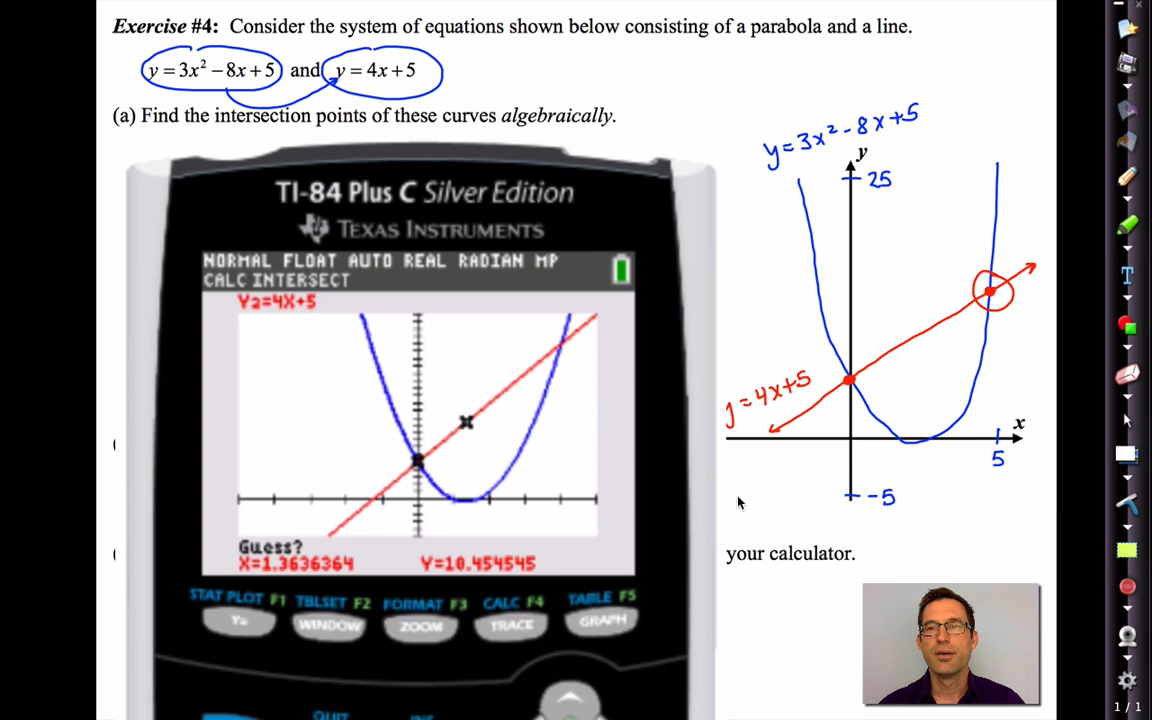 Exercise #4: Consider the system of equations shown below consisting of a parabola and a line.
y = 3x² − 8x + 5 and y = 4x + 5
(a) Find the intersection points of these curves algebraically.
y = 3x² - 8x + 5
y
25
y = 4x + 5
x
5
-5
TI-84 Plus C Silver Edition
TEXAS INSTRUMENTS
NORMAL FLOAT AUTO REAL RADIAN MP
CALC INTERSECT
Y2=4X+5
Guess?
X=1.3636364 Y=10.454545
your calculator.
STAT PLOT F1 TBLSET F2 FORMAT F3 CALC F4 TABLE F5
Y= WINDOW ZOOM TRACE GRAPH
QUIT
T
1 / 1